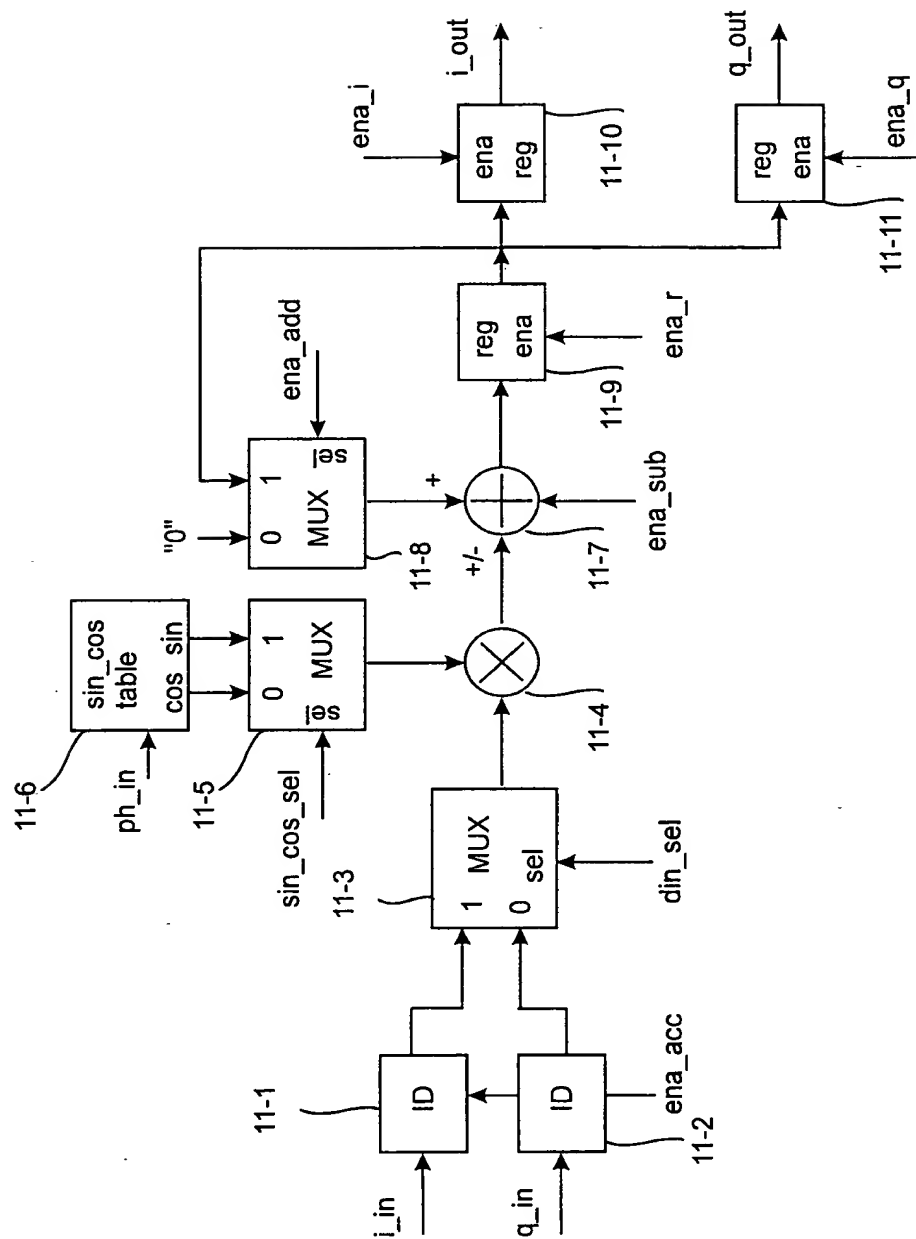 i_in
q_in
11-1
ID
ID
11-2
ena_acc
11-3
1
0
MUX
sel
din_sel
11-6
ph_in
sin_cos
table
cos
sin
11-5
sin_cos_sel
0
1
sel
MUX
11-4
"0"
0
1
MUX
sel
ena_add
11-8
+
+/-
11-7
ena_sub
reg
ena
11-9
ena_r
ena_i
ena
reg
i_out
11-10
reg
ena
q_out
11-11
ena_q